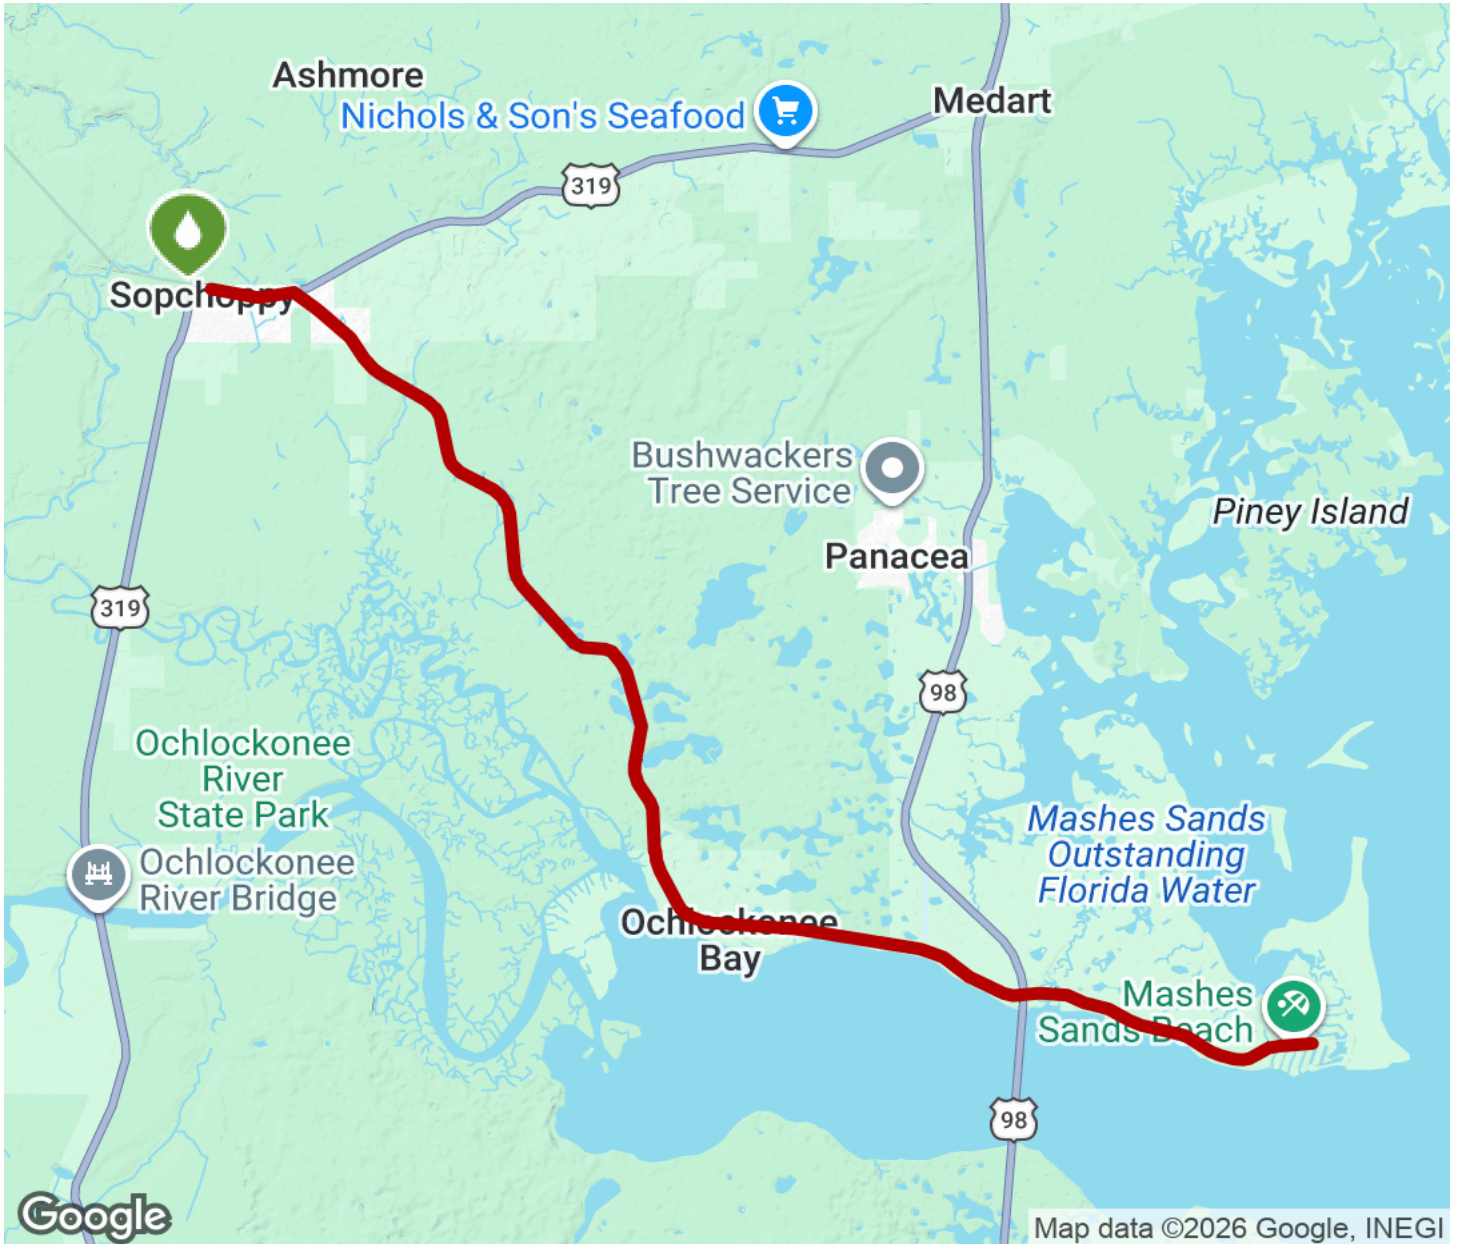 Ashmore
Nichols & Son's Seafood
Medart
319
Sopchoppy
Bushwackers
Tree Service
Piney Island
Panacea
319
98
Ochlockonee
River
State Park
Mashes Sands
Outstanding
Florida Water
Ochlockonee
River Bridge
Ochlockonee
Bay
Mashes
Sands Beach
98
Google
Map data ©2026 Google, INEGI